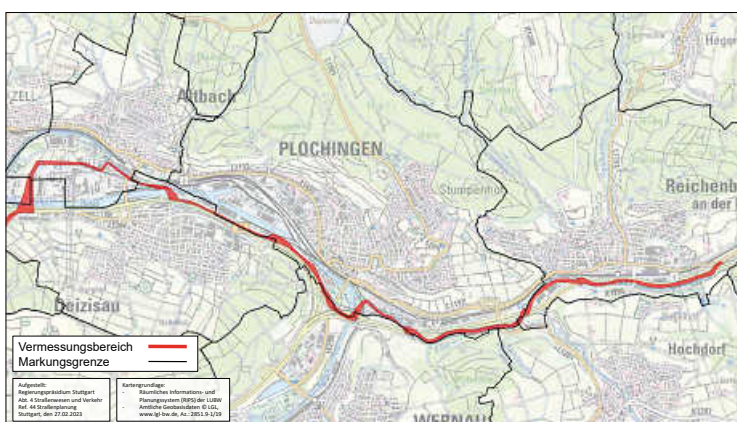 Altbach
ZELL
PLOCHINGEN
Stumpenhof
Reichenb
an der
Deizisau
Hochdorf
WERNAU
Vermessungsbereich
Markungsgrenze
Aufgestellt:
Regierungspräsidium Stuttgart
Abt. 4 Straßenwesen und Verkehr
Ref. 44 Straßenplanung
Stuttgart, den 27.02.2023
Kartengrundlage:
- Räumliches Informations- und
Planungssystem (RIPS) der LUBW
- Amtliche Geobasisdaten © LGL,
www.lgl-bw.de, Az.: 2851.9-1/19